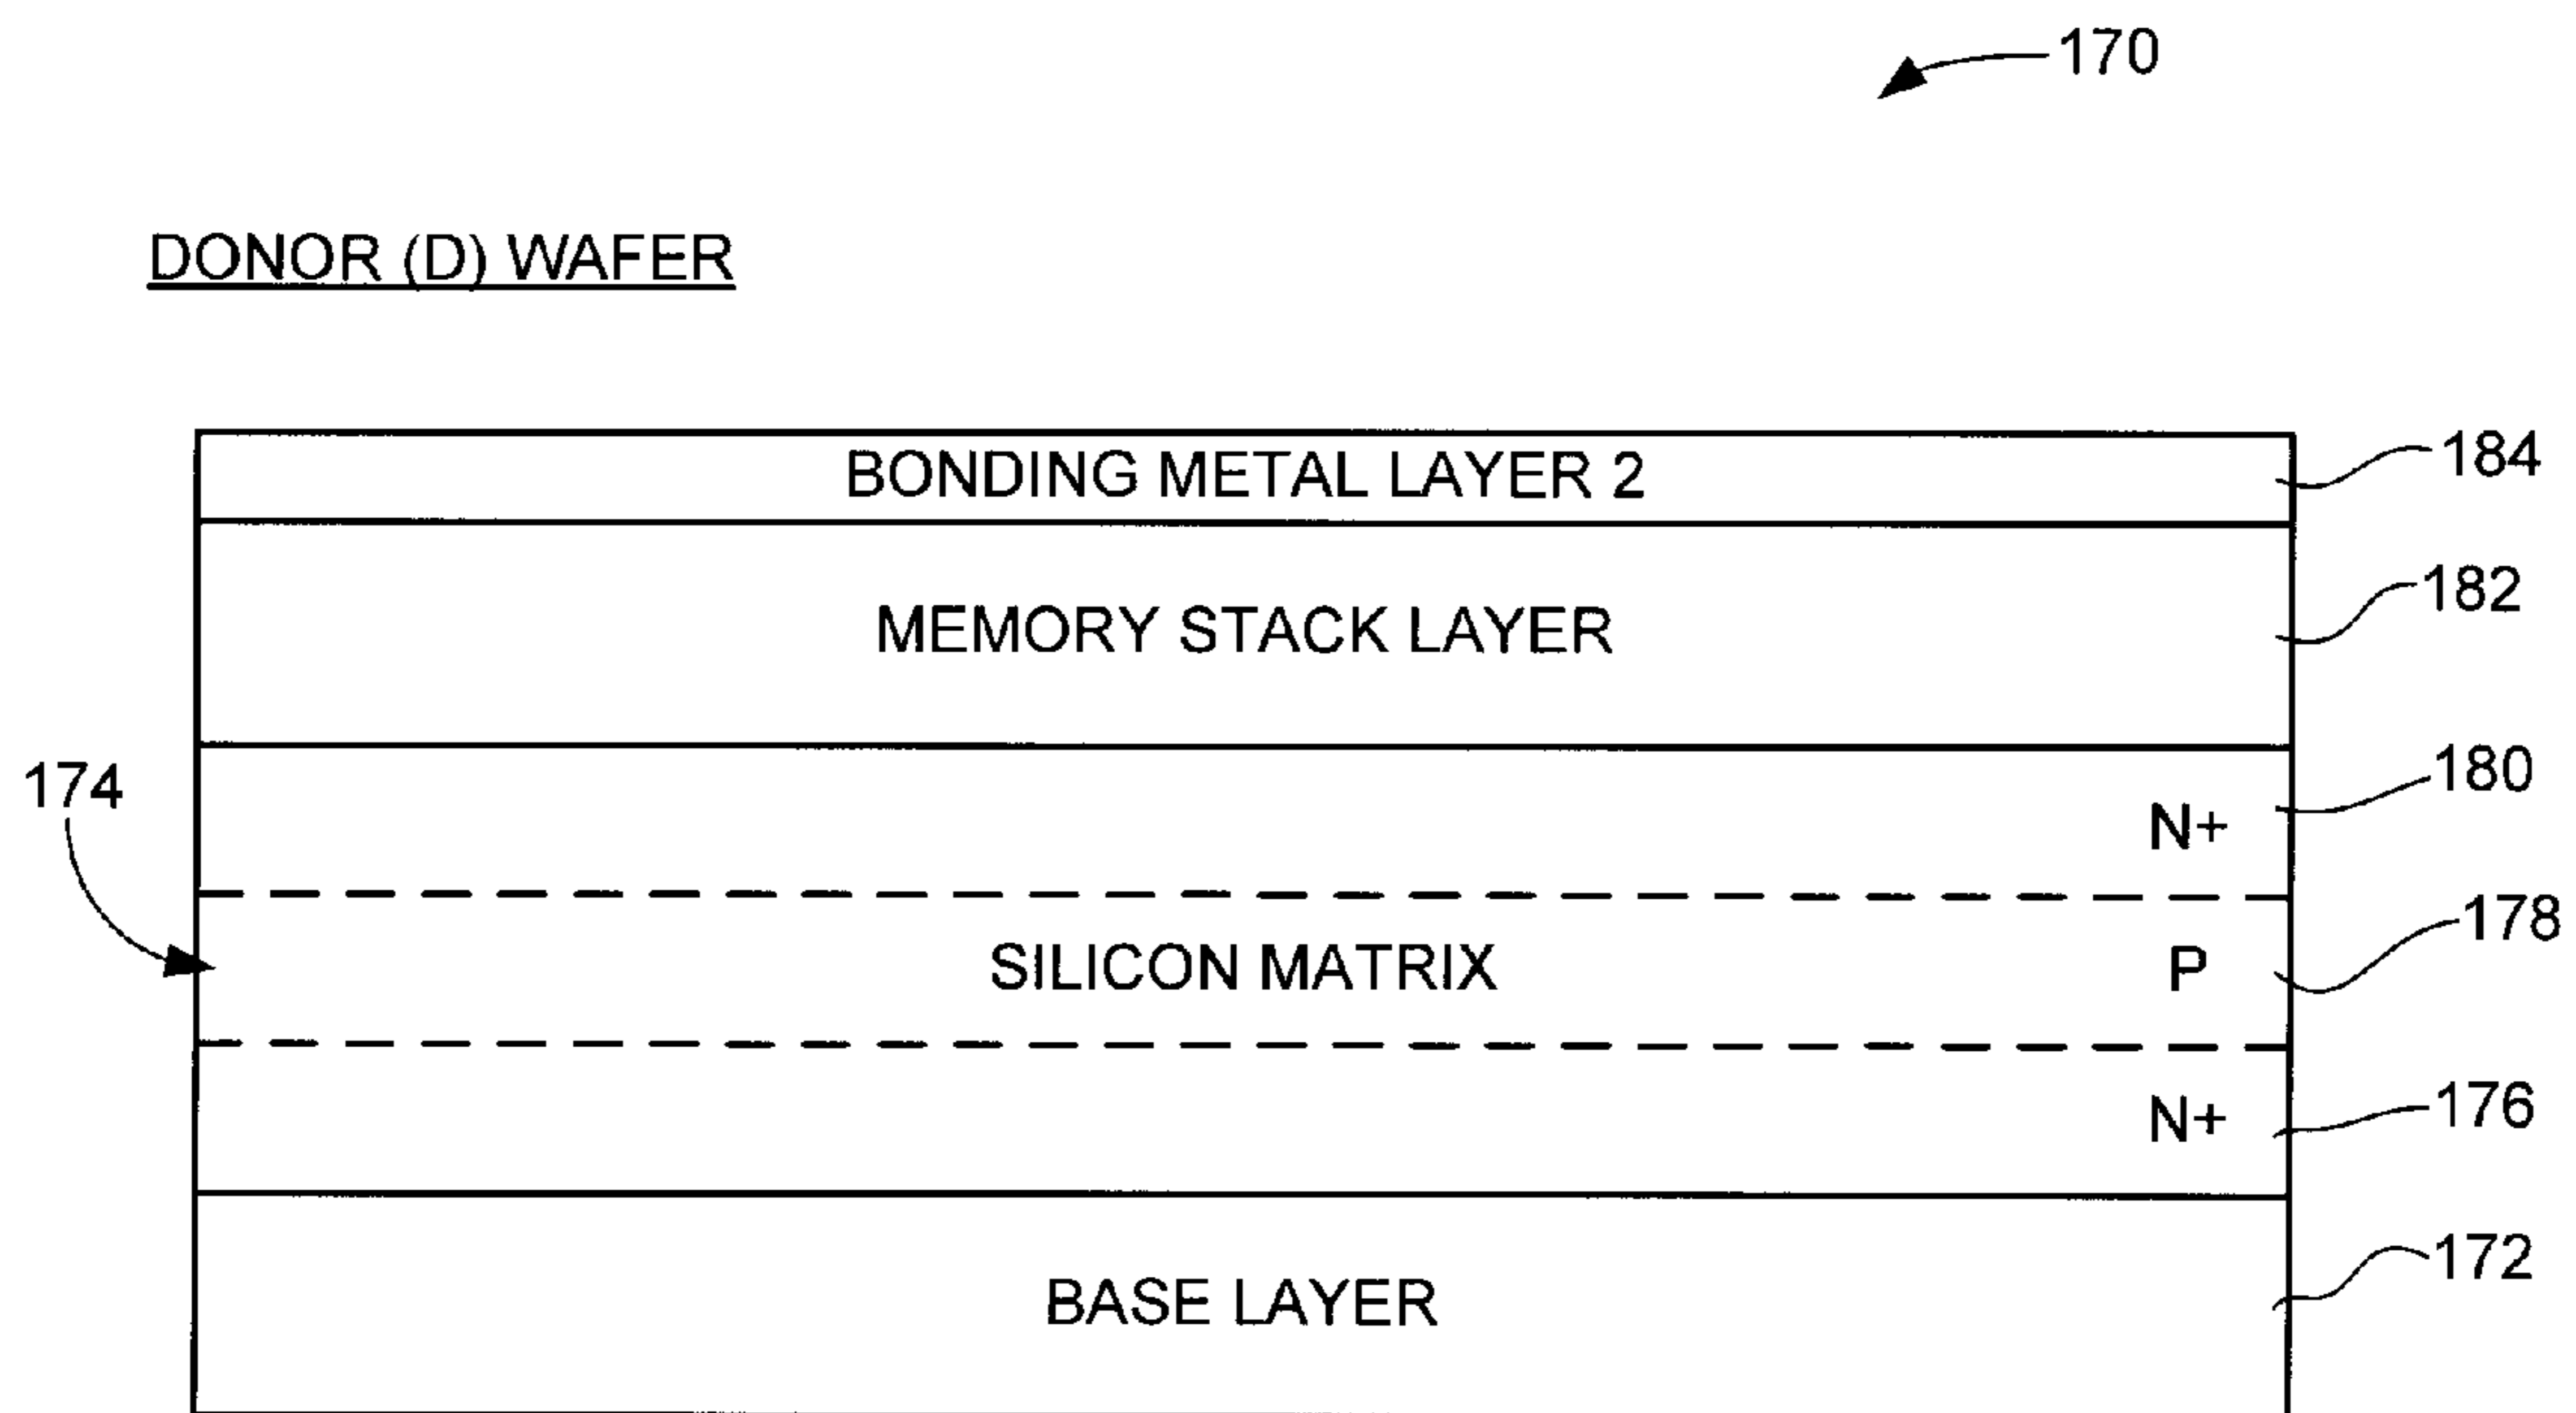 170
DONOR (D) WAFER
BONDING METAL LAYER 2
184
MEMORY STACK LAYER
182
174
N+
180
SILICON MATRIX
P
178
N+
176
BASE LAYER
172